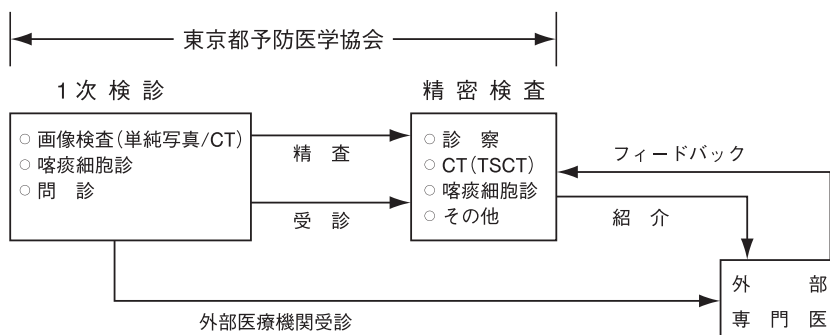 東京都予防医学協会
1次検診
精密検査
○ 画像検査(単純写真/CT)
○ 喀痰細胞診
○ 問診
精査
受診
○ 診察
○ CT(TSCT)
○ 喀痰細胞診
○ その他
フィードバック
紹介
外部
専門医
外部医療機関受診